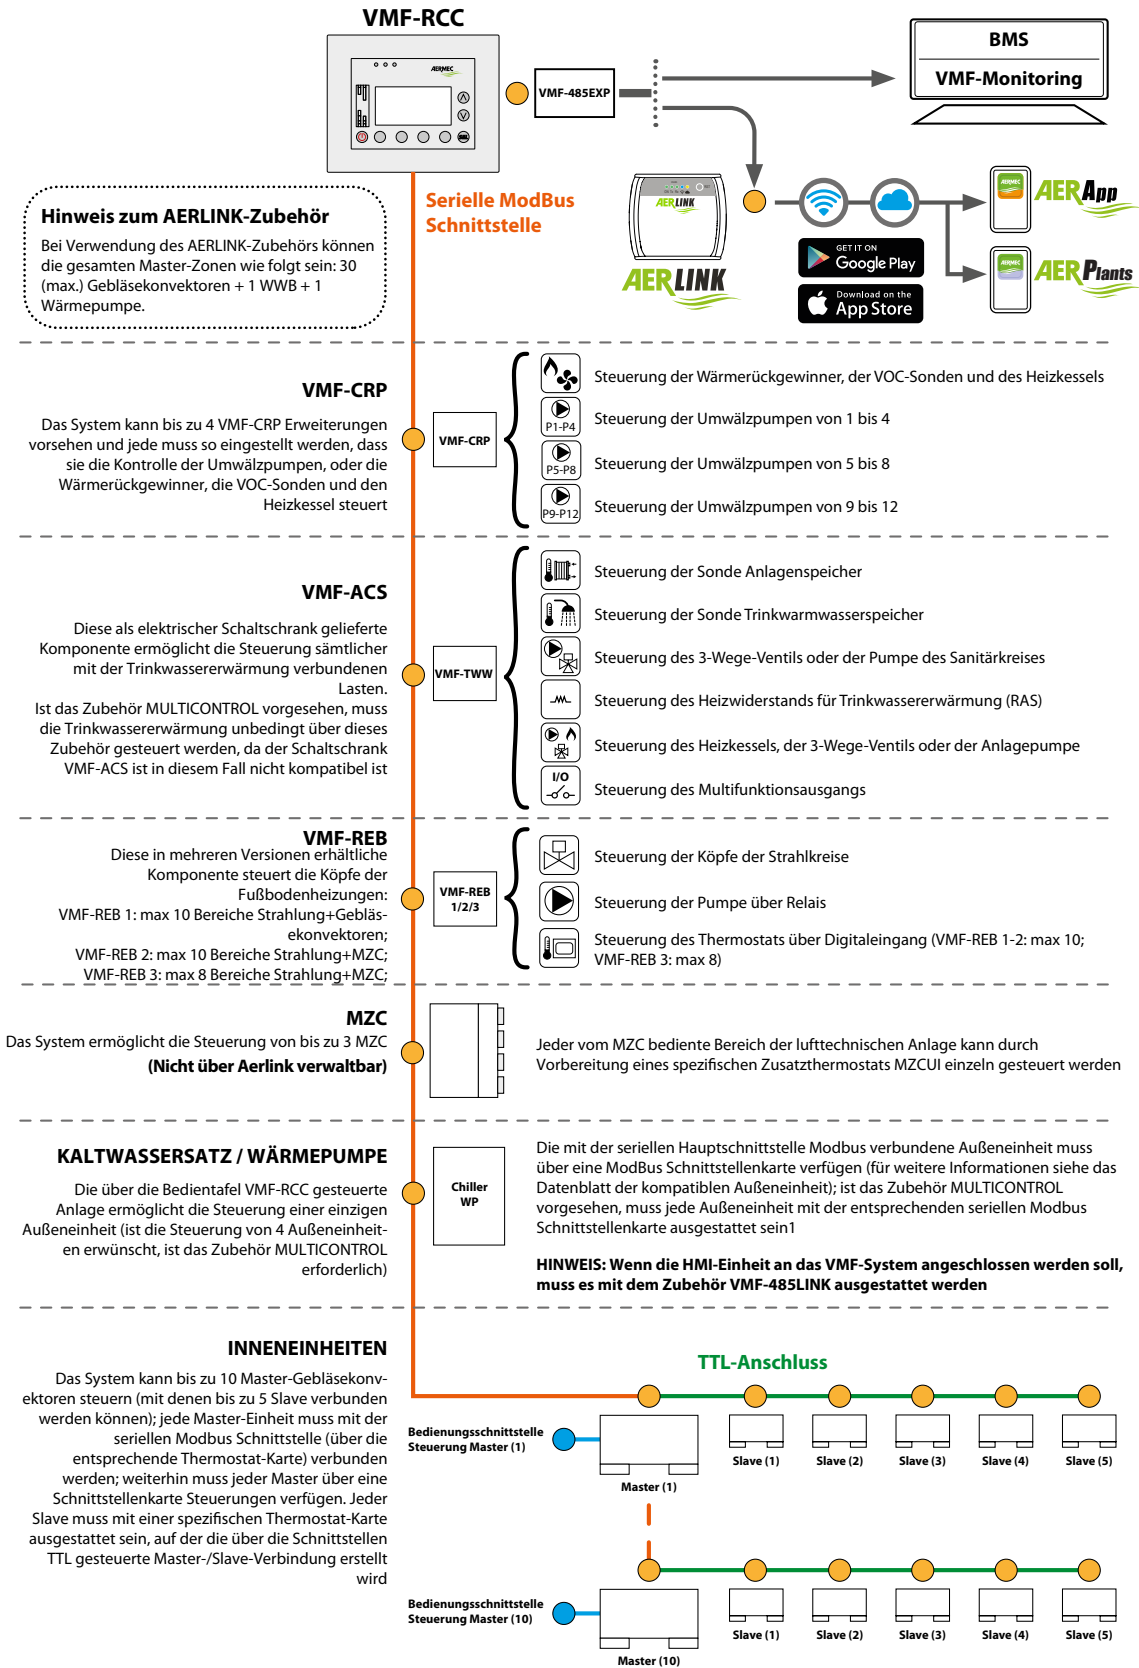 VMF-RCC
AERMEC
VMF-485EXP
BMS
VMF-Monitoring
Serielle ModBus
Schnittstelle
Hinweis zum AERLINK-Zubehör
Bei Verwendung des AERLINK-Zubehörs können
die gesamten Master-Zonen wie folgt sein: 30
(max.) Gebläsekonvektoren + 1 WWB + 1
Wärmepumpe.
AERLINK
AERLINK
GET IT ON
Google Play
Download on the
App Store
AERMEC
AERApp
AERMEC
AERPlants
VMF-CRP
Das System kann bis zu 4 VMF-CRP Erweiterungen
vorsehen und jede muss so eingestellt werden, dass
sie die Kontrolle der Umwälzpumpen, oder die
Wärmerückgewinner, die VOC-Sonden und den
Heizkessel steuert
VMF-CRP
Steuerung der Wärmerückgewinner, der VOC-Sonden und des Heizkessels
P1-P4
Steuerung der Umwälzpumpen von 1 bis 4
P5-P8
Steuerung der Umwälzpumpen von 5 bis 8
P9-P12
Steuerung der Umwälzpumpen von 9 bis 12
VMF-ACS
Diese als elektrischer Schaltschrank gelieferte
Komponente ermöglicht die Steuerung sämtlicher
mit der Trinkwassererwärmung verbundenen
Lasten.
Ist das Zubehör MULTICONTROL vorgesehen, muss
die Trinkwassererwärmung unbedingt über dieses
Zubehör gesteuert werden, da der Schaltschrank
VMF-ACS ist in diesem Fall nicht kompatibel ist
VMF-TWW
Steuerung der Sonde Anlagenspeicher
Steuerung der Sonde Trinkwarmwasserspeicher
Steuerung des 3-Wege-Ventils oder der Pumpe des Sanitärkreises
Steuerung des Heizwiderstands für Trinkwassererwärmung (RAS)
Steuerung des Heizkessels, der 3-Wege-Ventils oder der Anlagepumpe
I/O
Steuerung des Multifunktionsausgangs
VMF-REB
Diese in mehreren Versionen erhältliche
Komponente steuert die Köpfe der
Fußbodenheizungen:
VMF-REB 1: max 10 Bereiche Strahlung+Gebläs-
ekonvektoren;
VMF-REB 2: max 10 Bereiche Strahlung+MZC;
VMF-REB 3: max 8 Bereiche Strahlung+MZC;
VMF-REB
1/2/3
Steuerung der Köpfe der Strahlkreise
Steuerung der Pumpe über Relais
Steuerung des Thermostats über Digitaleingang (VMF-REB 1-2: max 10;
VMF-REB 3: max 8)
MZC
Das System ermöglicht die Steuerung von bis zu 3 MZC
(Nicht über Aerlink verwaltbar)
Jeder vom MZC bediente Bereich der lufttechnischen Anlage kann durch
Vorbereitung eines spezifischen Zusatzthermostats MZCUI einzeln gesteuert werden
KALTWASSERSATZ / WÄRMEPUMPE
Die über die Bedientafel VMF-RCC gesteuerte
Anlage ermöglicht die Steuerung einer einzigen
Außeneinheit (ist die Steuerung von 4 Außeneinheit-
en erwünscht, ist das Zubehör MULTICONTROL
erforderlich)
Chiller
WP
Die mit der seriellen Hauptschnittstelle Modbus verbundene Außeneinheit muss
über eine ModBus Schnittstellenkarte verfügen (für weitere Informationen siehe das
Datenblatt der kompatiblen Außeneinheit); ist das Zubehör MULTICONTROL
vorgesehen, muss jede Außeneinheit mit der entsprechenden seriellen Modbus
Schnittstellenkarte ausgestattet sein1
HINWEIS: Wenn die HMI-Einheit an das VMF-System angeschlossen werden soll,
muss es mit dem Zubehör VMF-485LINK ausgestattet werden
INNENEINHEITEN
Das System kann bis zu 10 Master-Gebläsekonv-
ektoren steuern (mit denen bis zu 5 Slave verbunden
werden können); jede Master-Einheit muss mit der
seriellen Modbus Schnittstelle (über die
entsprechende Thermostat-Karte) verbunden
werden; weiterhin muss jeder Master über eine
Schnittstellenkarte Steuerungen verfügen. Jeder
Slave muss mit einer spezifischen Thermostat-Karte
ausgestattet sein, auf der die über die Schnittstellen
TTL gesteuerte Master-/Slave-Verbindung erstellt
wird
TTL-Anschluss
Bedienungsschnittstelle
Steuerung Master (1)
Master (1)
Slave (1)
Slave (2)
Slave (3)
Slave (4)
Slave (5)
Bedienungsschnittstelle
Steuerung Master (10)
Master (10)
Slave (1)
Slave (2)
Slave (3)
Slave (4)
Slave (5)